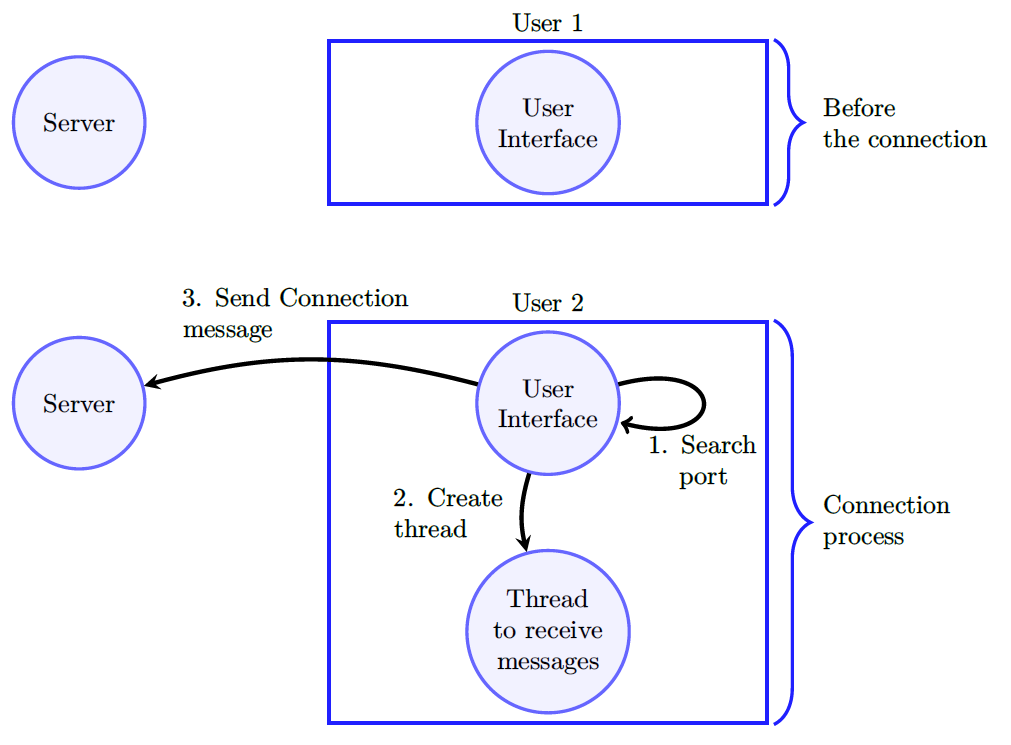 User 1
Server
User
Interface
Before
the connection
3. Send Connection
message
User 2
Server
User
Interface
1. Search
port
2. Create
thread
Connection
process
Thread
to receive
messages